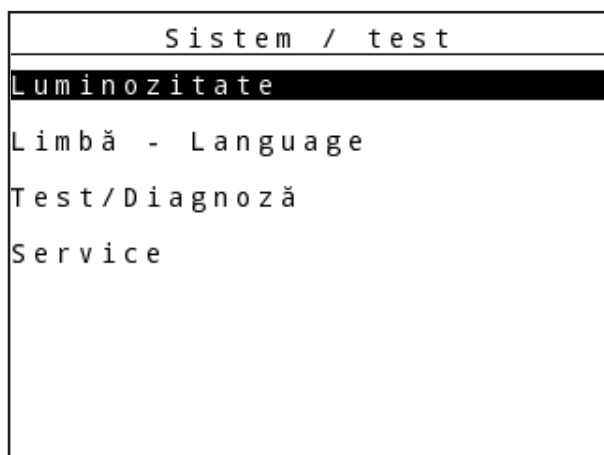 Sistem / test
Luminozitate
Limbă - Language
Test/Diagnoză
Service